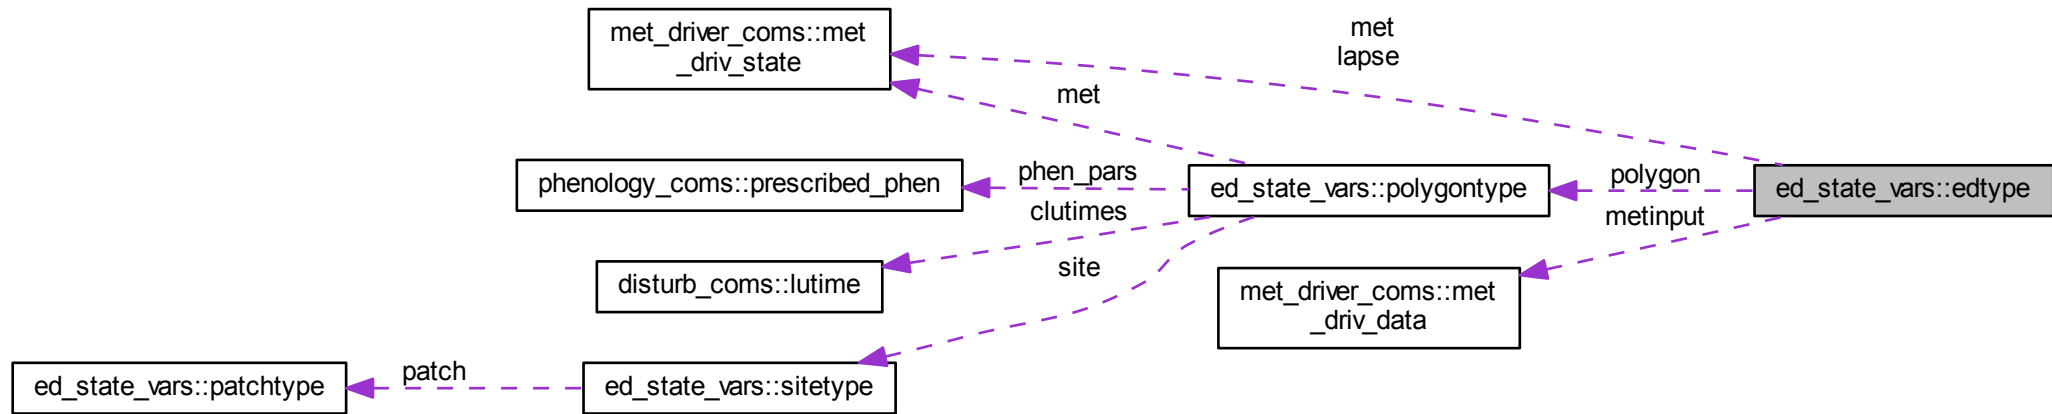 met_driver_coms::met
_driv_state
met
lapse
met
phenology_coms::prescribed_phen
phen_pars
ed_state_vars::polygontype
polygon
ed_state_vars::edtype
clutimes
metinput
disturb_coms::lutime
site
met_driver_coms::met
_driv_data
ed_state_vars::patchtype
patch
ed_state_vars::sitetype